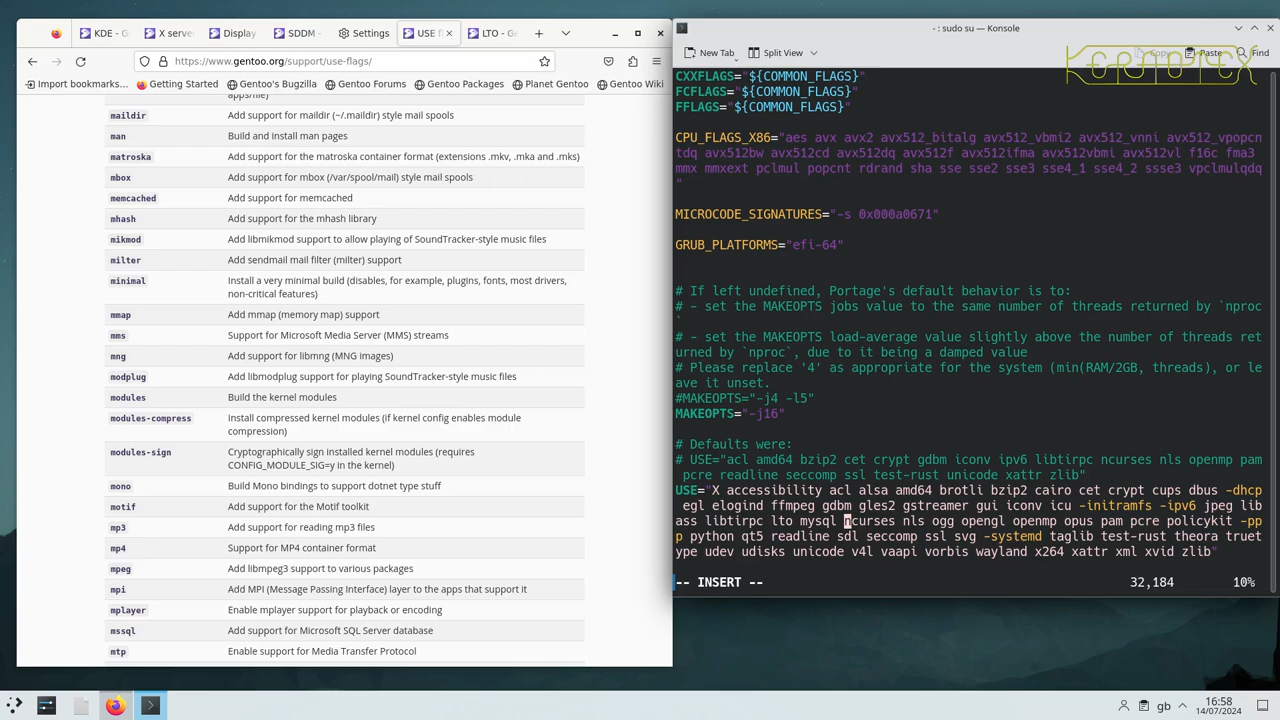 KDE - G
X serve
Display
SDDM -
Settings
USE fl
LTO - Ge
https://www.gentoo.org/support/use-flags/
Import bookmarks...
Getting Started
Gentoo's Bugzilla
Gentoo Forums
Gentoo Packages
Planet Gentoo
Gentoo Wiki
appsfile)
maildir Add support for maildir (~/.maildir) style mail spools
man Build and install man pages
matroska Add support for the matroska container format (extensions .mkv, .mka and .mks)
mbox Add support for mbox (/var/spool/mail) style mail spools
memcached Add support for memcached
mhash Add support for the mhash library
mikmod Add libmikmod support to allow playing of SoundTracker-style music files
milter Add sendmail mail filter (milter) support
minimal Install a very minimal build (disables, for example, plugins, fonts, most drivers,
non-critical features)
mmap Add mmap (memory map) support
mms Support for Microsoft Media Server (MMS) streams
mng Add support for libmng (MNG images)
modplug Add libmodplug support for playing SoundTracker-style music files
modules Build the kernel modules
modules-compress Install compressed kernel modules (if kernel config enables module
compression)
modules-sign Cryptographically sign installed kernel modules (requires
CONFIG_MODULE_SIG=y in the kernel)
mono Build Mono bindings to support dotnet type stuff
motif Add support for the Motif toolkit
mp3 Add support for reading mp3 files
mp4 Support for MP4 container format
mpeg Add libmpeg3 support to various packages
mpi Add MPI (Message Passing Interface) layer to the apps that support it
mplayer Enable mplayer support for playback or encoding
mssql Add support for Microsoft SQL Server database
mtp Enable support for Media Transfer Protocol
- : sudo su — Konsole
New Tab
Split View
Copy
Paste
Find
KERNOTEX
CXXFLAGS="${COMMON_FLAGS}"
FCFLAGS="${COMMON_FLAGS}"
FFLAGS="${COMMON_FLAGS}"
CPU_FLAGS_X86="aes avx avx2 avx512_bitalg avx512_vbmi2 avx512_vnni avx512_vpopcn
tdq avx512bw avx512cd avx512dq avx512f avx512ifma avx512vbmi avx512vl f16c fma3
mmx mmxext pclmul popcnt rdrand sha sse sse2 sse3 sse4_1 sse4_2 ssse3 vpclmulqdq
"
MICROCODE_SIGNATURES="-s 0x000a0671"
GRUB_PLATFORMS="efi-64"
# If left undefined, Portage's default behavior is to:
# - set the MAKEOPTS jobs value to the same number of threads returned by `nproc
`
# - set the MAKEOPTS load-average value slightly above the number of threads ret
urned by `nproc`, due to it being a damped value
# Please replace '4' as appropriate for the system (min(RAM/2GB, threads), or le
ave it unset.
#MAKEOPTS="-j4 -l5"
MAKEOPTS="-j16"
# Defaults were:
# USE="acl amd64 bzip2 cet crypt gdbm iconv ipv6 libtirpc ncurses nls openmp pam
pcre readline seccomp ssl test-rust unicode xattr zlib"
USE="X accessibility acl alsa amd64 brotli bzip2 cairo cet crypt cups dbus -dhcp
egl elogind ffmpeg gdbm gles2 gstreamer gui iconv icu -initramfs -ipv6 jpeg lib
ass libtirpc lto mysql ncurses nls ogg opengl openmp opus pam pcre policykit -pp
p python qt5 readline sdl seccomp ssl svg -systemd taglib test-rust theora truet
ype udev udisks unicode v4l vaapi vorbis wayland x264 xattr xml xvid zlib"
-- INSERT --
32,184
10%
gb
16:58
14/07/2024